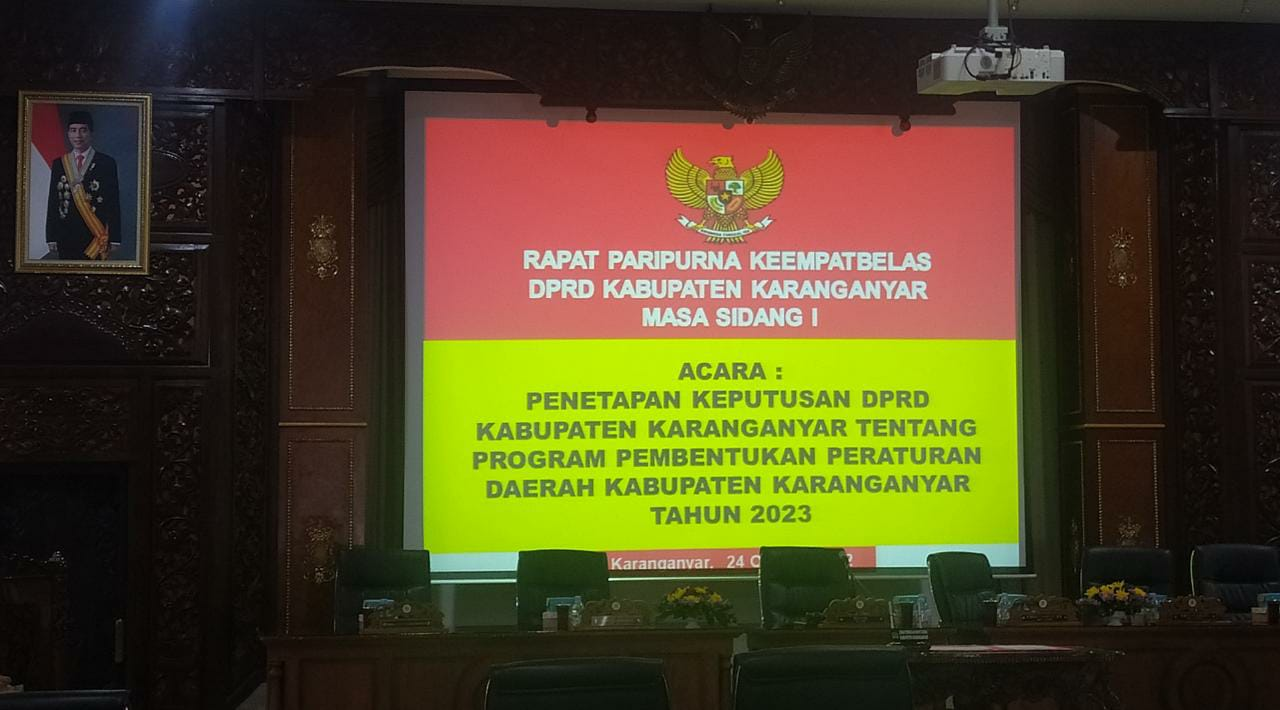 RAPAT PARIPURNA KEEMPATBELAS
DPRD KABUPATEN KARANGANYAR
MASA SIDANG I
ACARA :
PENETAPAN KEPUTUSAN DPRD
KABUPATEN KARANGANYAR TENTANG
PROGRAM PEMBENTUKAN PERATURAN
DAERAH KABUPATEN KARANGANYAR
TAHUN 2023
Karanganyar, 24